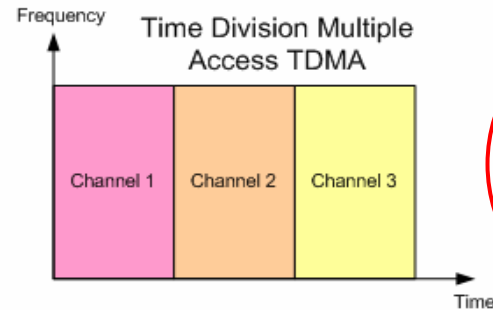 Frequency
Time Division Multiple
Access TDMA
Channel 1
Channel 2
Channel 3
Time